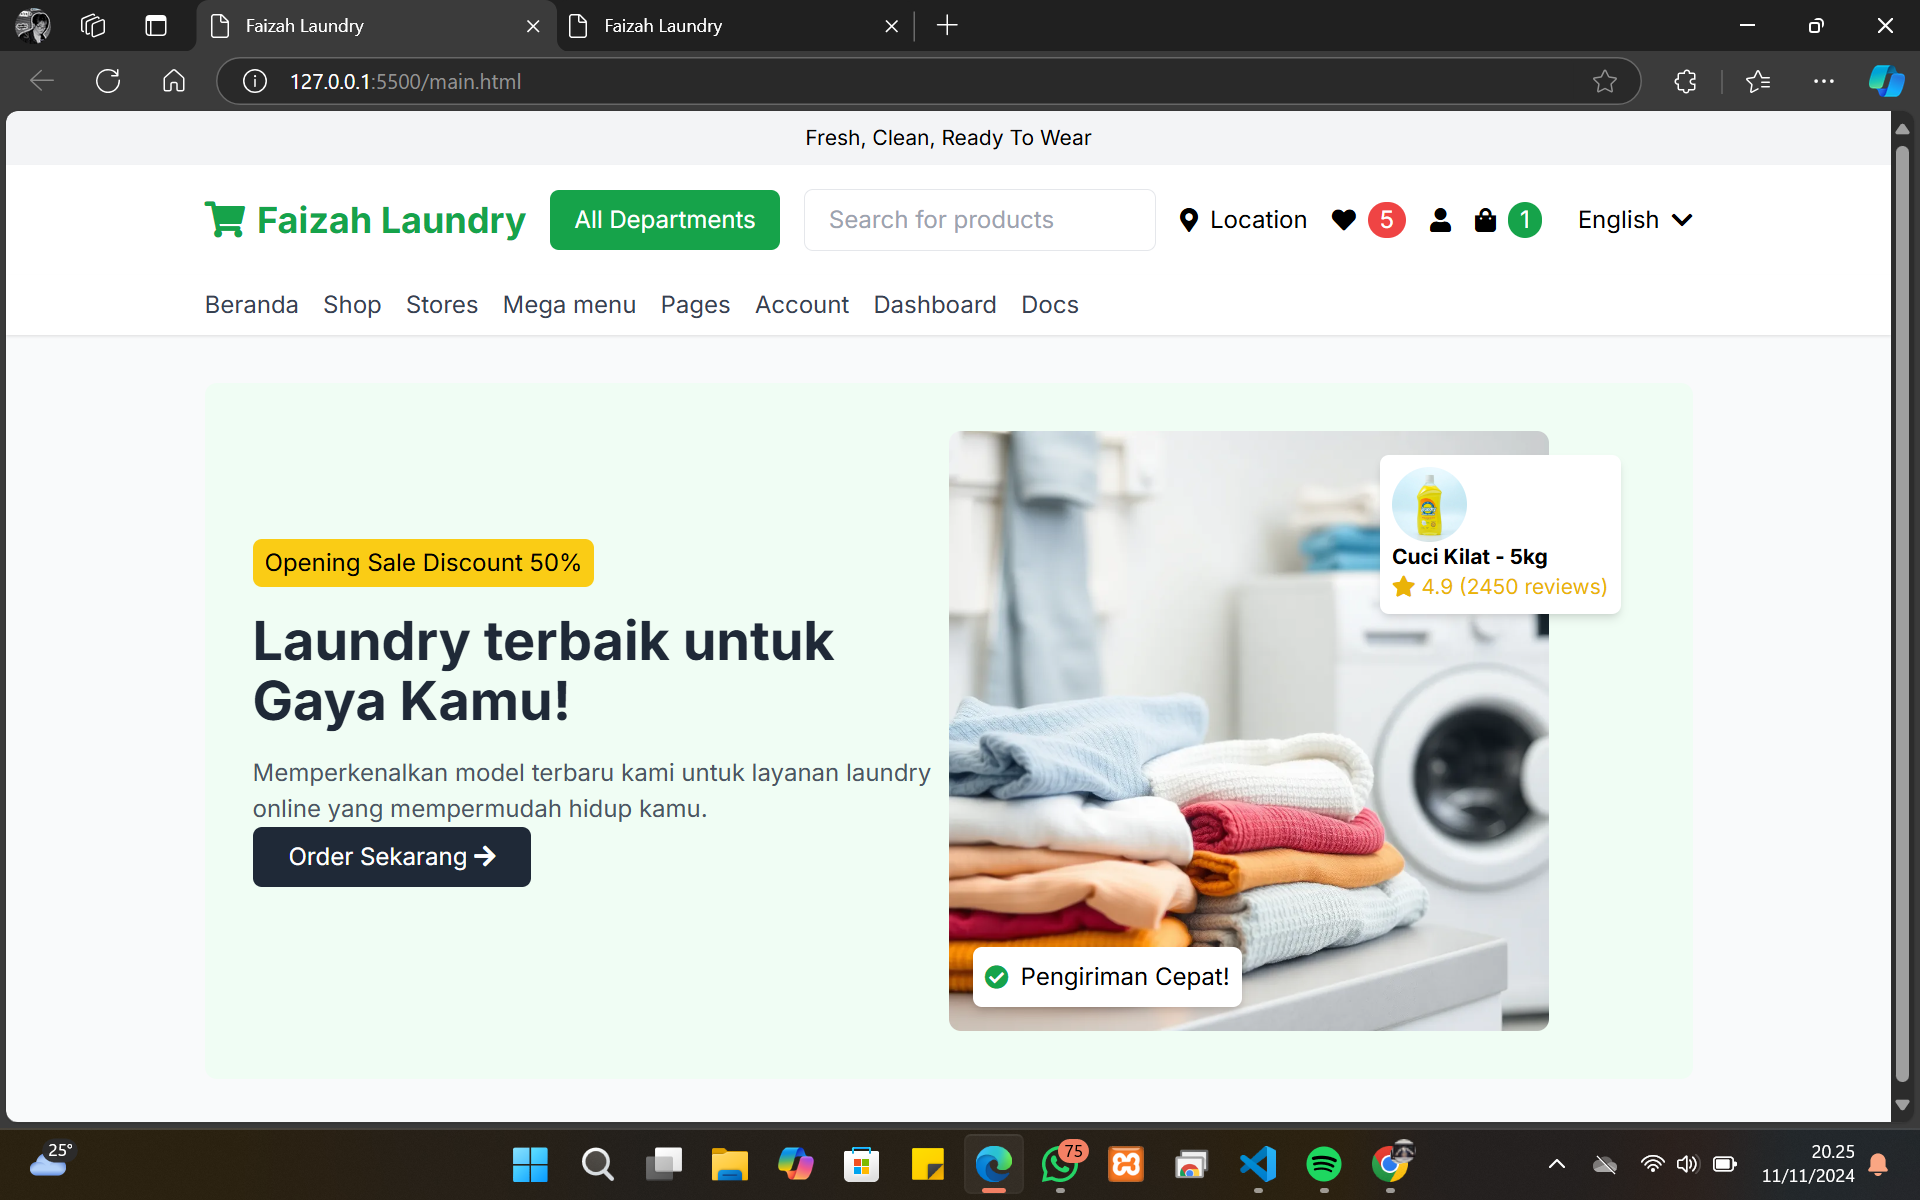 Faizah Laundry
Faizah Laundry
127.0.0.1:5500/main.html
Fresh, Clean, Ready To Wear
Faizah Laundry
All Departments
Search for products
Location
5
1
English
Beranda
Shop
Stores
Mega menu
Pages
Account
Dashboard
Docs
Opening Sale Discount 50%
Laundry terbaik untuk
Gaya Kamu!
Memperkenalkan model terbaru kami untuk layanan laundry
online yang mempermudah hidup kamu.
Order Sekarang
Cuci Kilat - 5kg
4.9 (2450 reviews)
Pengiriman Cepat!
25°
75
20.25
11/11/2024